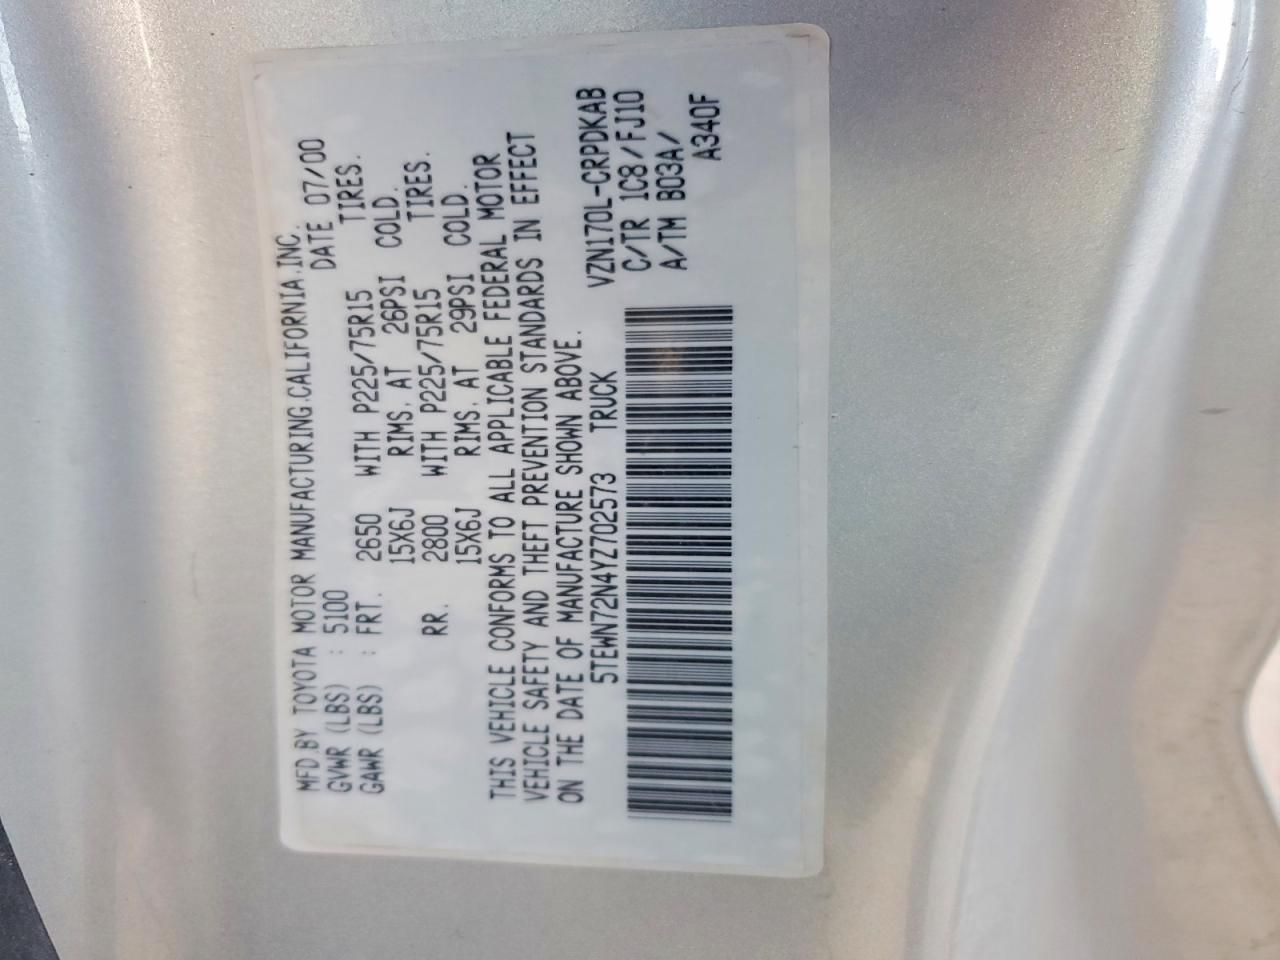 MFD.BY TOYOTA MOTOR MANUFACTURING.CALIFORNIA.INC.
GVWR (LBS) : 5100 DATE 07/00
GAWR (LBS) : FRT. 2650 WITH P225/75R15 TIRES.
15X6J RIMS, AT 26PSI COLD.
RR. 2800 WITH P225/75R15 TIRES.
15X6J RIMS, AT 29PSI COLD.
THIS VEHICLE CONFORMS TO ALL APPLICABLE FEDERAL MOTOR
VEHICLE SAFETY AND THEFT PREVENTION STANDARDS IN EFFECT
ON THE DATE OF MANUFACTURE SHOWN ABOVE.
5TEWN72N4YZ702573 TRUCK VZN170L-CRPDKAB
C/TR 1C8/FJ10
A/TM B03A/
A340F